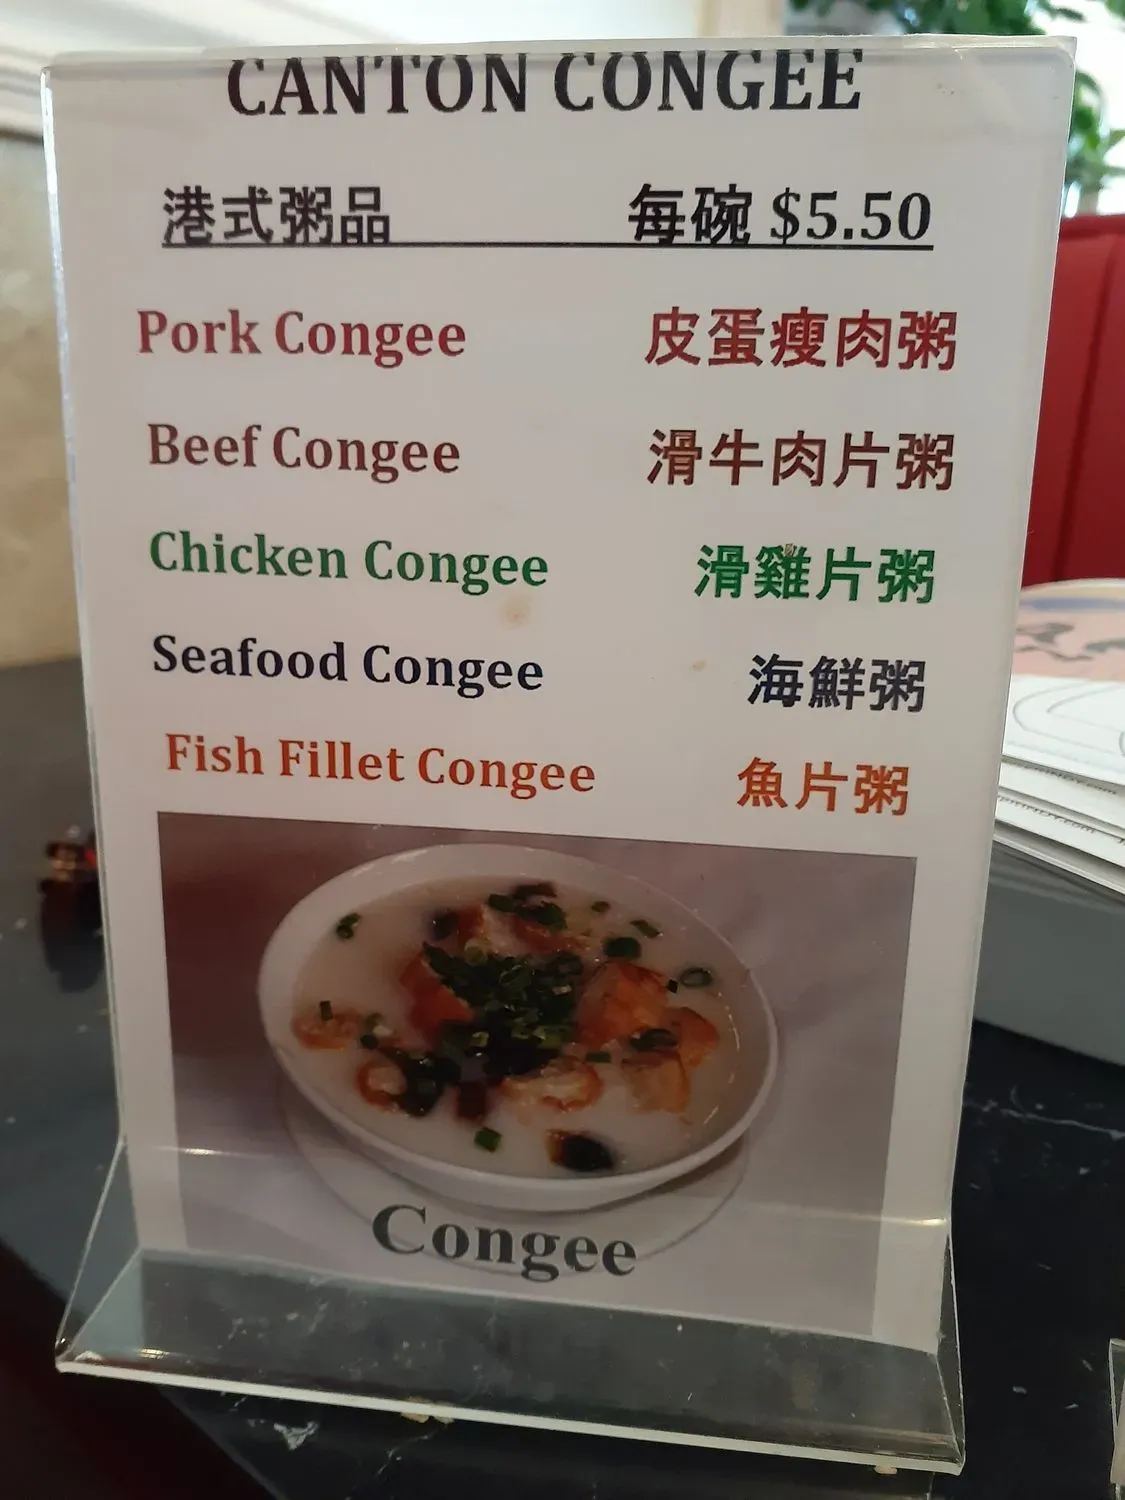 CANTON CONGEE
港式粥品 每碗 $5.50
Pork Congee 皮蛋瘦肉粥
Beef Congee 滑牛肉片粥
Chicken Congee 滑雞片粥
Seafood Congee 海鮮粥
Fish Fillet Congee 魚片粥
Congee